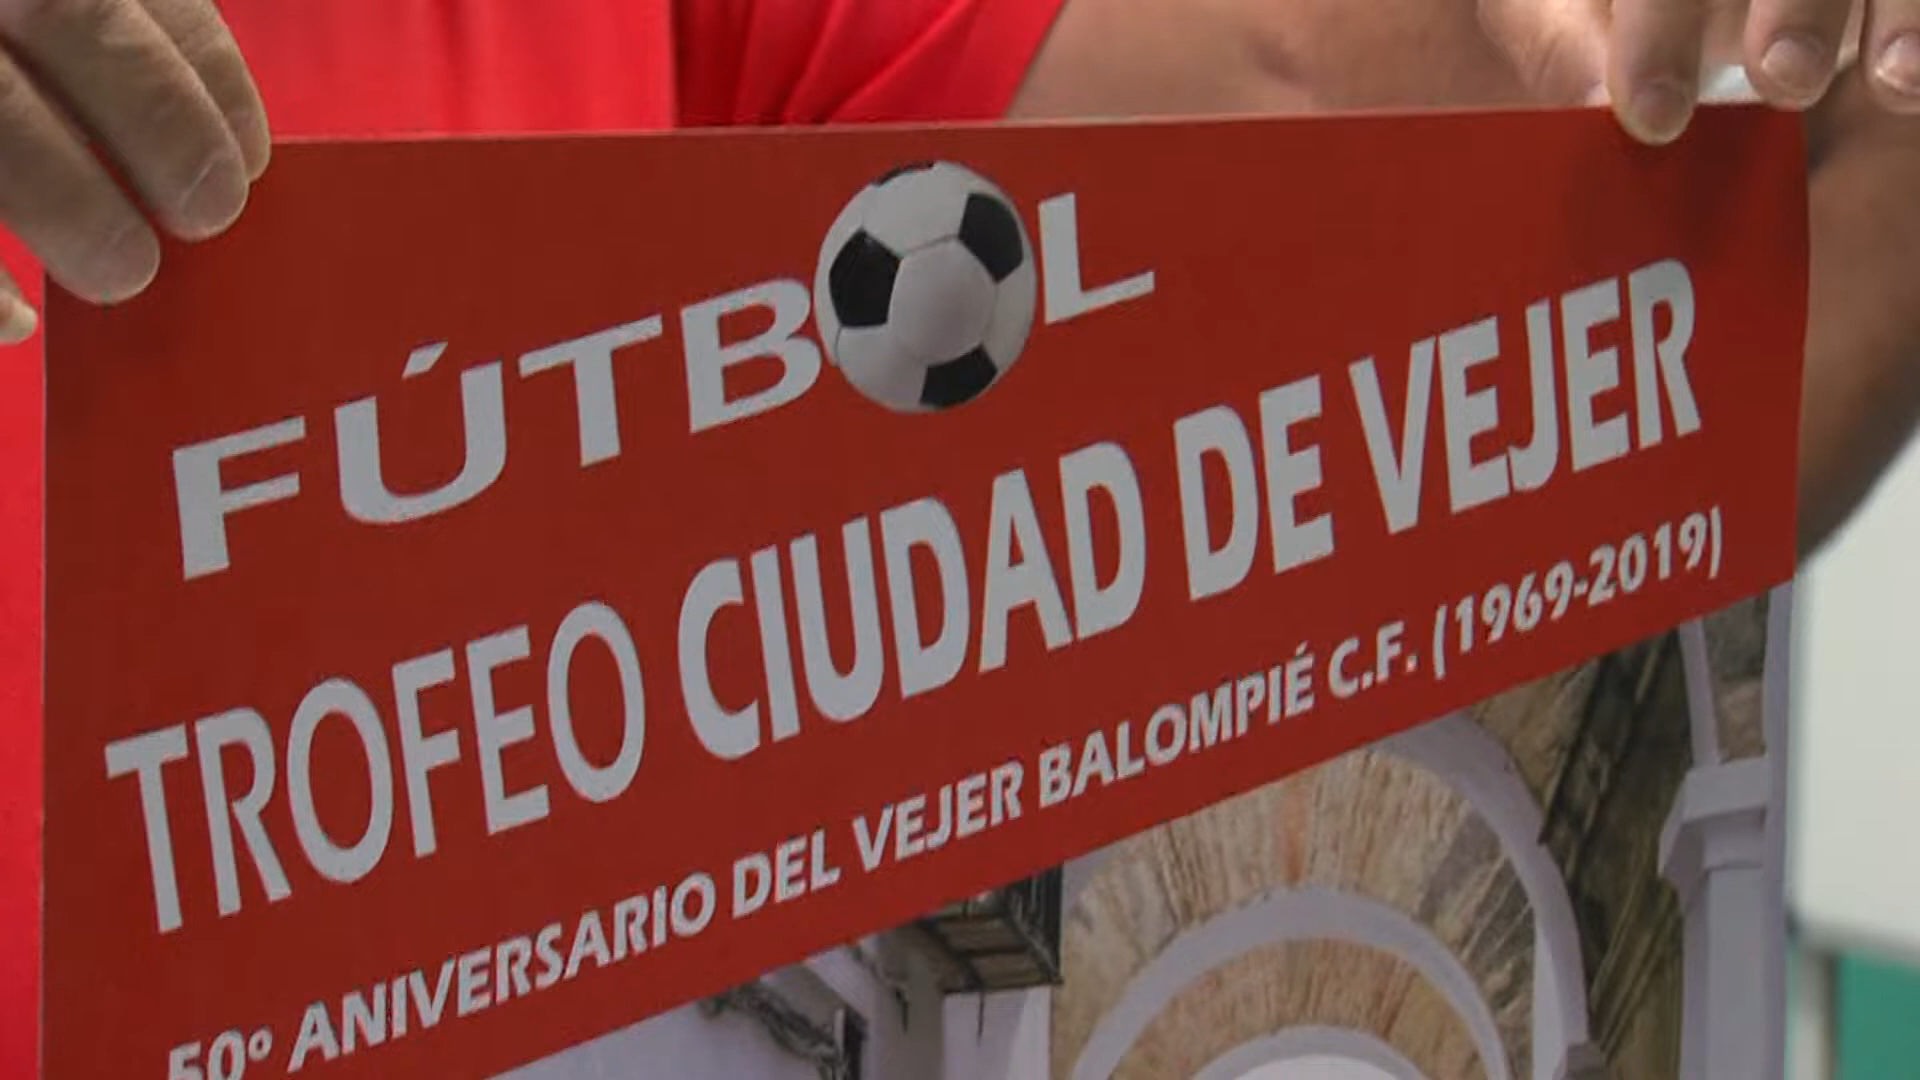 FÚTBOL
TROFEO CIUDAD DE VEJER
50º ANIVERSARIO DEL VEJER BALOMPIÉ C.F. (1969-2019)